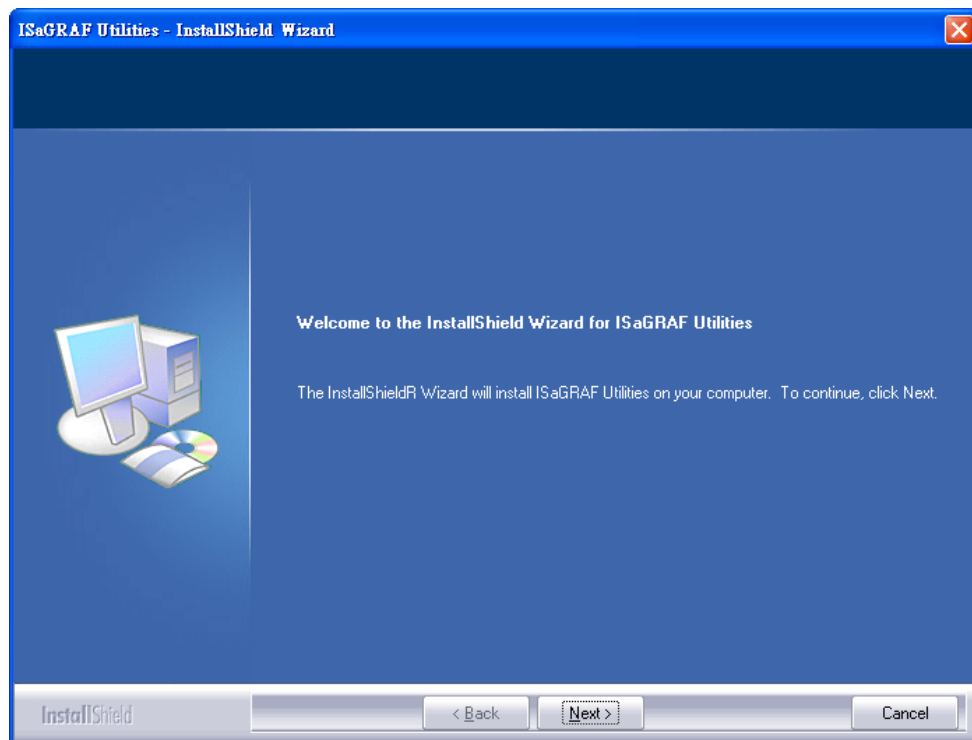 ISaGRAF Utilities - InstallShield Wizard
Welcome to the InstallShield Wizard for ISaGRAF Utilities
The InstallShieldR Wizard will install ISaGRAF Utilities on your computer. To continue, click Next.
InstallShield
< Back
Next >
Cancel